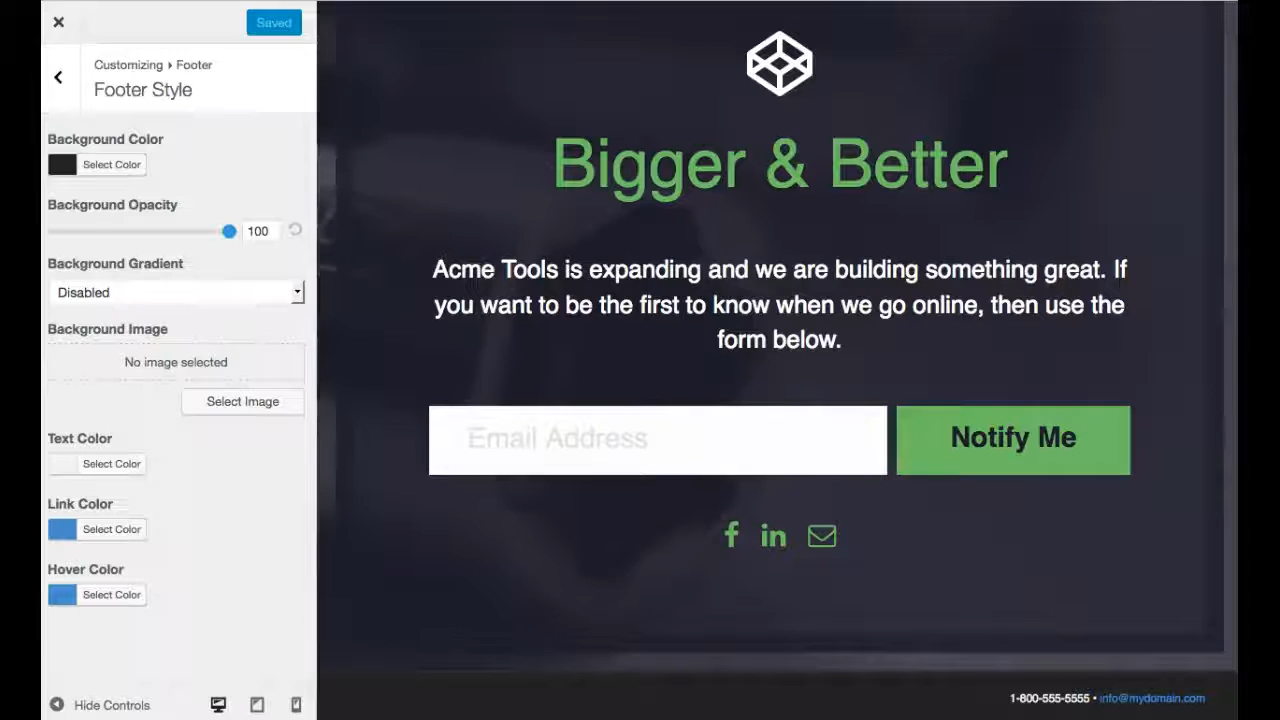 Saved
Customizing ▸ Footer
Footer Style
Background Color
Select Color
Background Opacity
100
Background Gradient
Disabled
Background Image
No image selected
Select Image
Text Color
Select Color
Link Color
Select Color
Hover Color
Select Color
Hide Controls
Bigger & Better
Acme Tools is expanding and we are building something great. If
you want to be the first to know when we go online, then use the
form below.
Email Address
Notify Me
1-800-555-5555 • info@mydomain.com